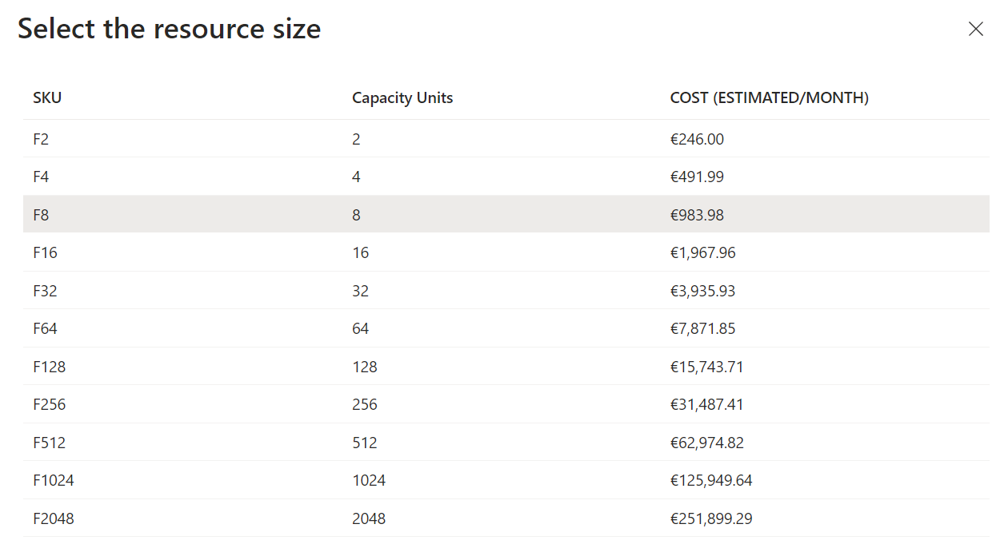 Select the resource size
SKU Capacity Units COST (ESTIMATED/MONTH)
F2 2 €246.00
F4 4 €491.99
F8 8 €983.98
F16 16 €1,967.96
F32 32 €3,935.93
F64 64 €7,871.85
F128 128 €15,743.71
F256 256 €31,487.41
F512 512 €62,974.82
F1024 1024 €125,949.64
F2048 2048 €251,899.29